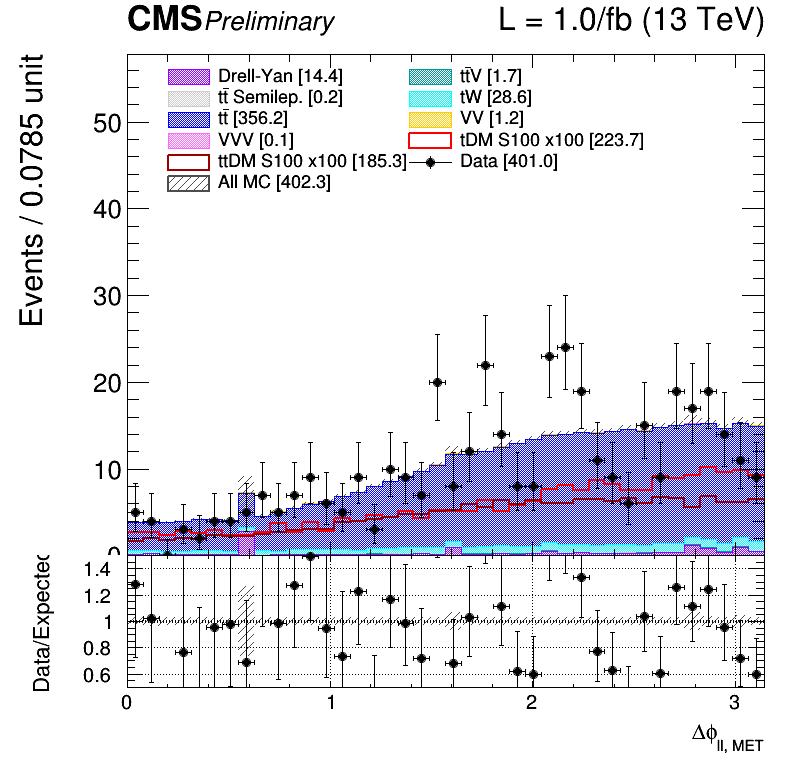 CMS Preliminary L = 1.0/fb (13 TeV)
Drell-Yan [14.4] tt̄V [1.7]
tt̄ Semilep. [0.2] tW [28.6]
tt̄ [356.2] VV [1.2]
VVV [0.1] tDM S100 x100 [223.7]
ttDM S100 x100 [185.3] Data [401.0]
All MC [402.3]
Events / 0.0785 unit
50
40
30
20
10
0
Data/Expected
1.4
1.2
1
0.8
0.6
0 1 2 3
Δϕll, MET